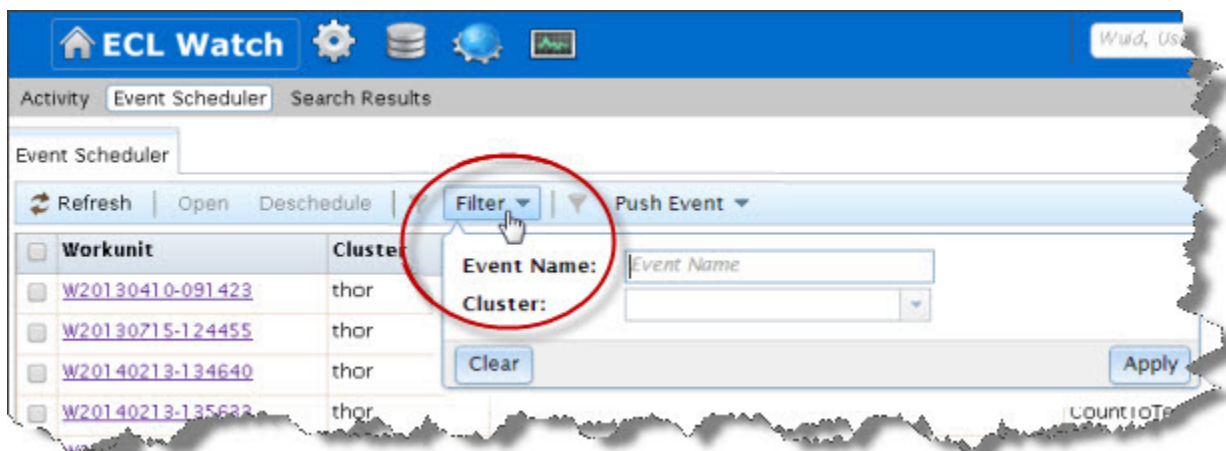 ECL Watch Wuid, Us
Activity Event Scheduler Search Results
Event Scheduler
Refresh Open Deschedule Filter Push Event
Workunit Cluster
Event Name: Event Name
W20130410-091423 thor
Cluster:
W20130715-124455 thor
W20140213-134640 thor Clear Apply
W20140213-135633 thor CountToTe